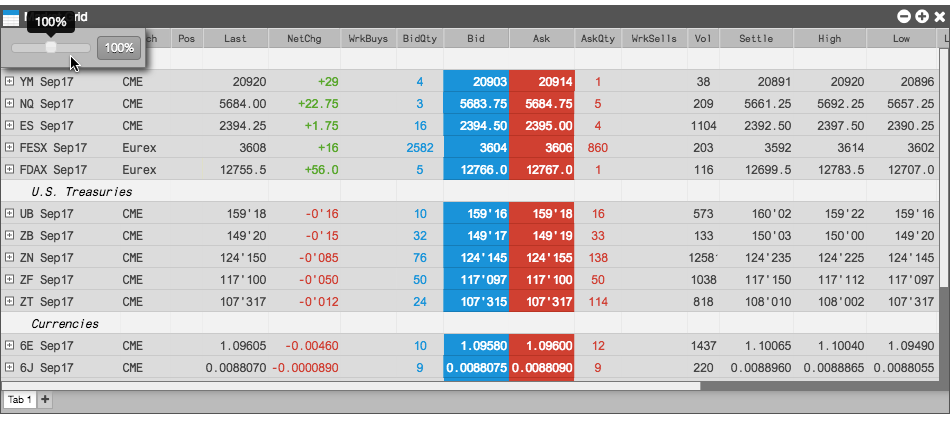 100% rid
100% ch Pos Last NetChg WrkBuys BidQty Bid Ask AskQty WrkSells Vol Settle High Low L
YM Sep17 CME 20920 +29 4 20903 20914 1 38 20891 20920 20896
NQ Sep17 CME 5684.00 +22.75 3 5683.75 5684.75 5 209 5661.25 5692.25 5657.25
ES Sep17 CME 2394.25 +1.75 16 2394.50 2395.00 4 1104 2392.50 2397.50 2390.25
FESX Sep17 Eurex 3608 +16 2582 3604 3606 860 203 3592 3614 3602
FDAX Sep17 Eurex 12755.5 +56.0 5 12766.0 12767.0 1 116 12699.5 12783.5 12707.0
U.S. Treasuries
UB Sep17 CME 159'18 -0'16 10 159'16 159'18 16 573 160'02 159'22 159'16
ZB Sep17 CME 149'20 -0'15 32 149'17 149'19 33 133 150'03 150'00 149'20
ZN Sep17 CME 124'150 -0'085 76 124'145 124'155 138 1258 124'235 124'225 124'145
ZF Sep17 CME 117'100 -0'050 50 117'097 117'100 50 1038 117'150 117'112 117'097
ZT Sep17 CME 107'317 -0'012 24 107'315 107'317 114 818 108'010 108'002 107'317
Currencies
6E Sep17 CME 1.09605 -0.00460 10 1.09580 1.09600 12 1437 1.10065 1.10040 1.09490
6J Sep17 CME 0.0088070 -0.0000890 9 0.0088075 0.0088090 9 220 0.0088960 0.0088865 0.0088055
Tab 1 +